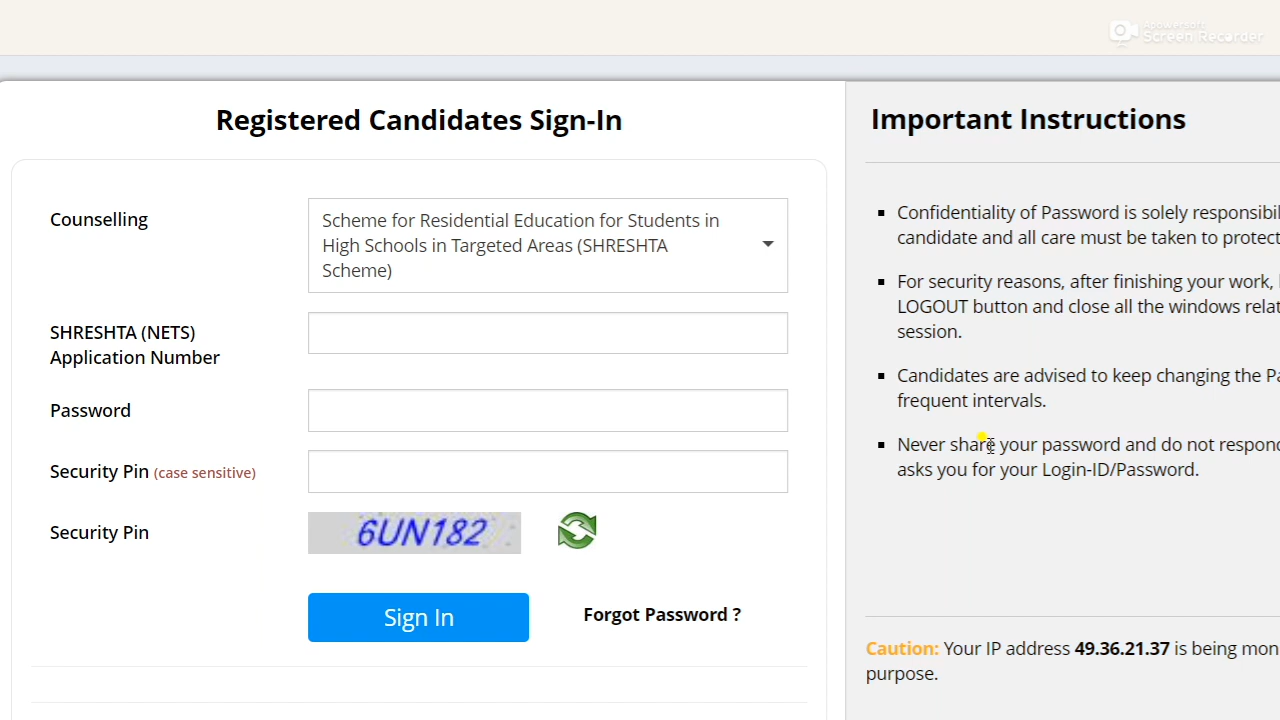 Apowersoft
Screen Recorder
Registered Candidates Sign-In
Counselling
Scheme for Residential Education for Students in
High Schools in Targeted Areas (SHRESHTA
Scheme)
SHRESHTA (NETS)
Application Number
Password
Security Pin (case sensitive)
Security Pin
6UN182
Sign In
Forgot Password ?
Important Instructions
Confidentiality of Password is solely responsibil
candidate and all care must be taken to protect
For security reasons, after finishing your work,
LOGOUT button and close all the windows relat
session.
Candidates are advised to keep changing the Pa
frequent intervals.
Never share your password and do not respond
asks you for your Login-ID/Password.
Caution: Your IP address 49.36.21.37 is being mon
purpose.